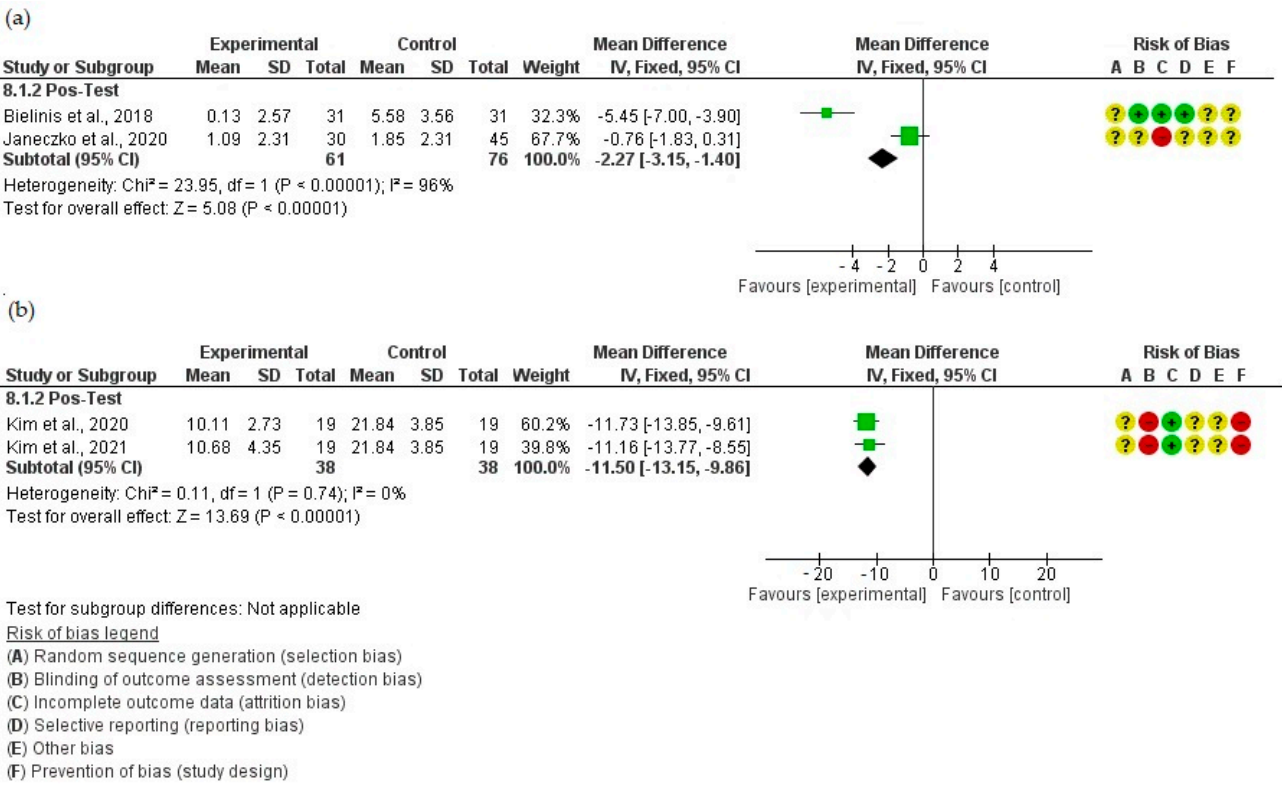 (a)
Experimental Control Mean Difference Mean Difference Risk of Bias
Study or Subgroup Mean SD Total Mean SD Total Weight IV, Fixed, 95% CI IV, Fixed, 95% CI A B C D E F
8.1.2 Pos-Test
Bielinis et al., 2018 0.13 2.57 31 5.58 3.56 31 32.3% -5.45 [-7.00, -3.90] ? + + + ? ?
Janeczko et al., 2020 1.09 2.31 30 1.85 2.31 45 67.7% -0.76 [-1.83, 0.31] ? ? - ? ? ?
Subtotal (95% CI) 61 76 100.0% -2.27 [-3.15, -1.40]
Heterogeneity: Chi² = 23.95, df = 1 (P < 0.00001); I² = 96%
Test for overall effect: Z = 5.08 (P < 0.00001)
-4 -2 0 2 4
Favours [experimental] Favours [control]
(b)
Experimental Control Mean Difference Mean Difference Risk of Bias
Study or Subgroup Mean SD Total Mean SD Total Weight IV, Fixed, 95% CI IV, Fixed, 95% CI A B C D E F
8.1.2 Pos-Test
Kim et al., 2020 10.11 2.73 19 21.84 3.85 19 60.2% -11.73 [-13.85, -9.61] ? - + ? ? -
Kim et al., 2021 10.68 4.35 19 21.84 3.85 19 39.8% -11.16 [-13.77, -8.55] ? - + ? ? -
Subtotal (95% CI) 38 38 100.0% -11.50 [-13.15, -9.86]
Heterogeneity: Chi² = 0.11, df = 1 (P = 0.74); I² = 0%
Test for overall effect: Z = 13.69 (P < 0.00001)
-20 -10 0 10 20
Favours [experimental] Favours [control]
Test for subgroup differences: Not applicable
Risk of bias legend
(A) Random sequence generation (selection bias)
(B) Blinding of outcome assessment (detection bias)
(C) Incomplete outcome data (attrition bias)
(D) Selective reporting (reporting bias)
(E) Other bias
(F) Prevention of bias (study design)